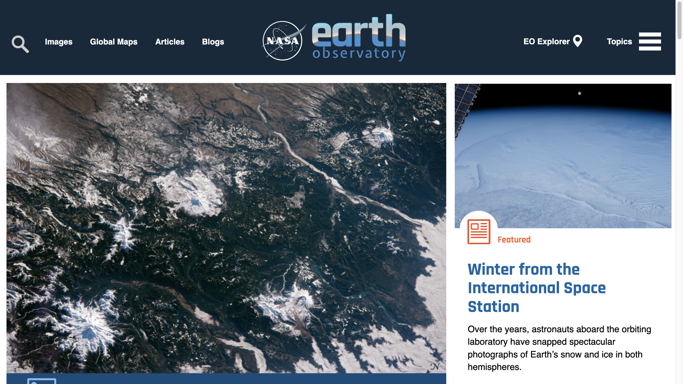 Images
Global Maps
Articles
Blogs
NASA
earth
observatory
EO Explorer
Topics
N
Featured
Winter from the
International Space
Station
Over the years, astronauts aboard the orbiting
laboratory have snapped spectacular
photographs of Earth's snow and ice in both
hemispheres.